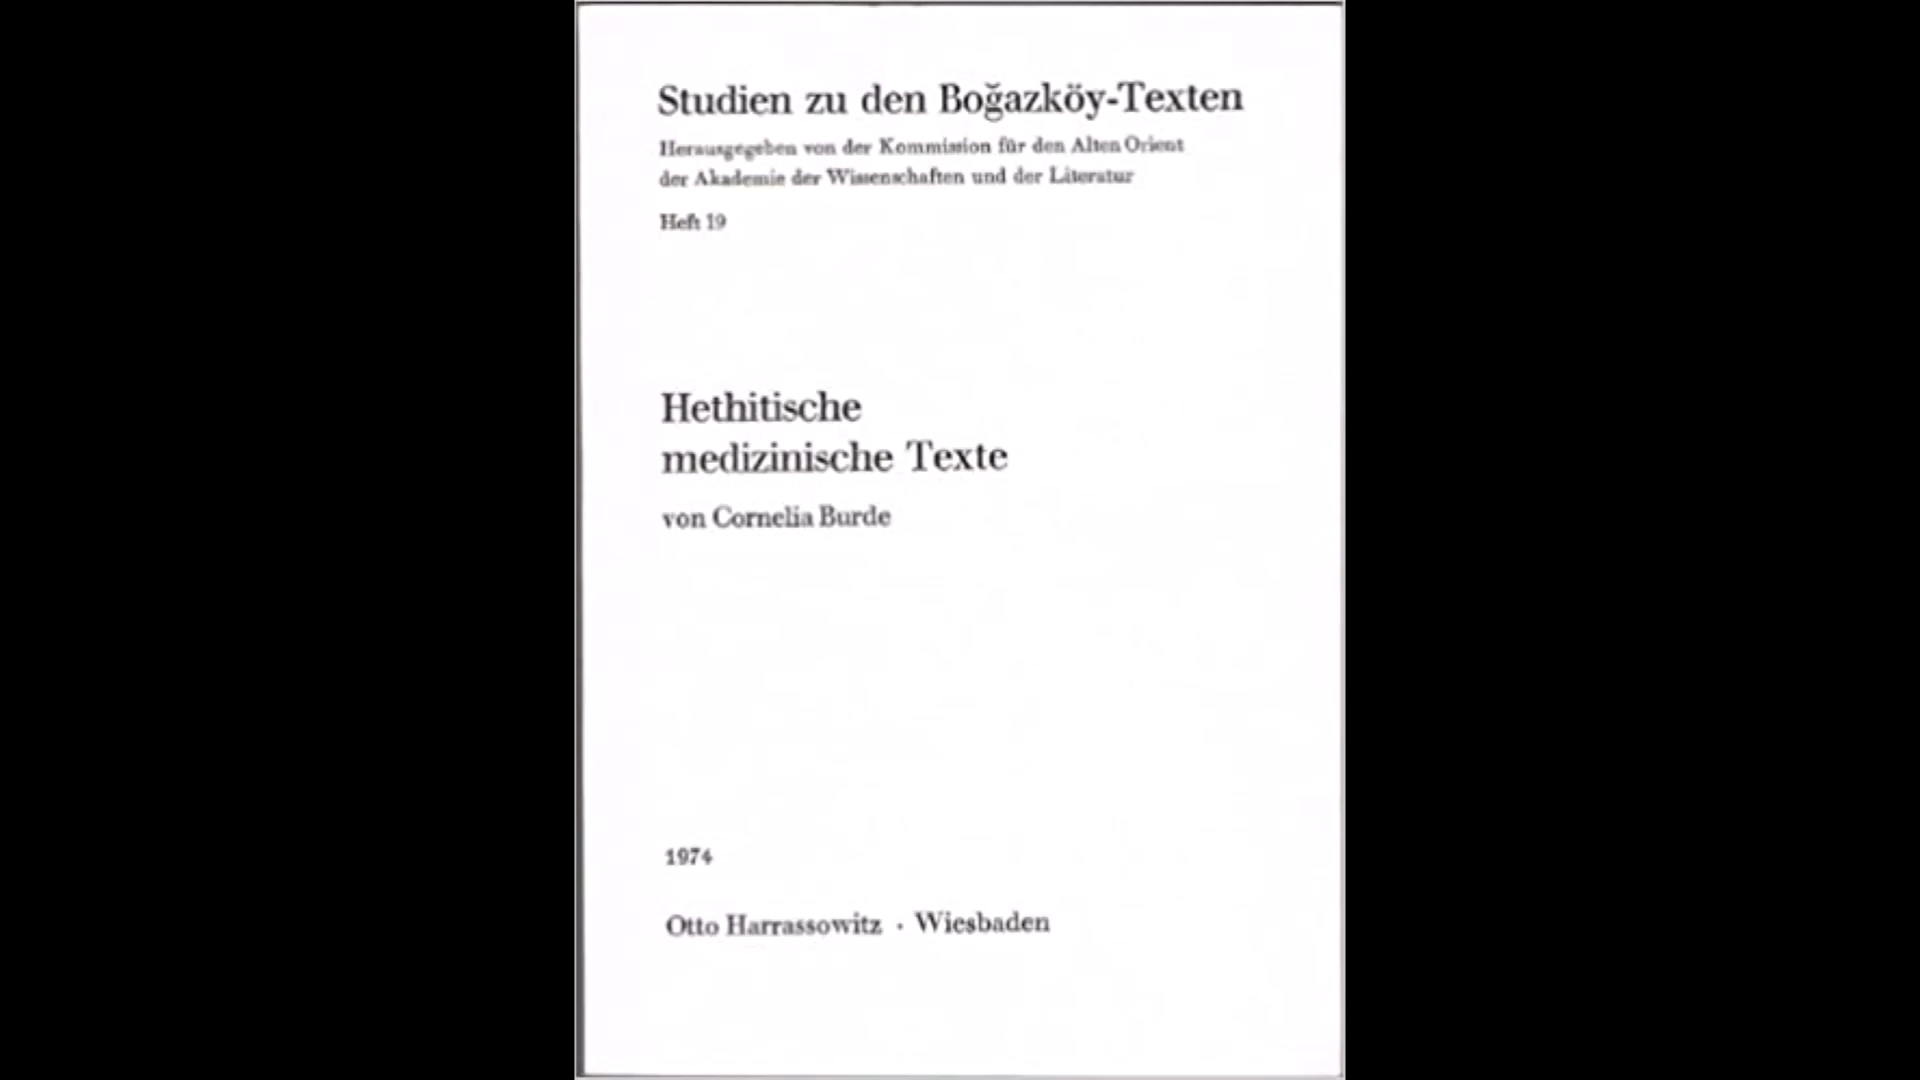 Studien zu den Boğazköy-Texten
Herausgegeben von der Kommission für den Alten Orient
der Akademie der Wissenschaften und der Literatur
Heft 19
Hethitische
medizinische Texte
von Cornelia Burde
1974
Otto Harrassowitz · Wiesbaden